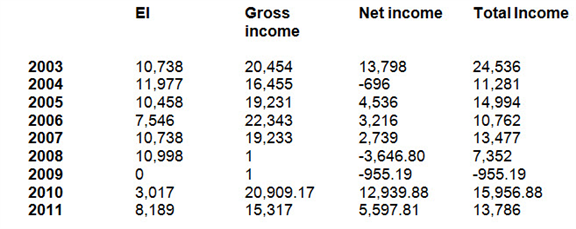 EI Gross income Net income Total Income
2003 10,738 20,454 13,798 24,536
2004 11,977 16,455 -696 11,281
2005 10,458 19,231 4,536 14,994
2006 7,546 22,343 3,216 10,762
2007 10,738 19,233 2,739 13,477
2008 10,998 1 -3,646.80 7,352
2009 0 1 -955.19 -955.19
2010 3,017 20,909.17 12,939.88 15,956.88
2011 8,189 15,317 5,597.81 13,786